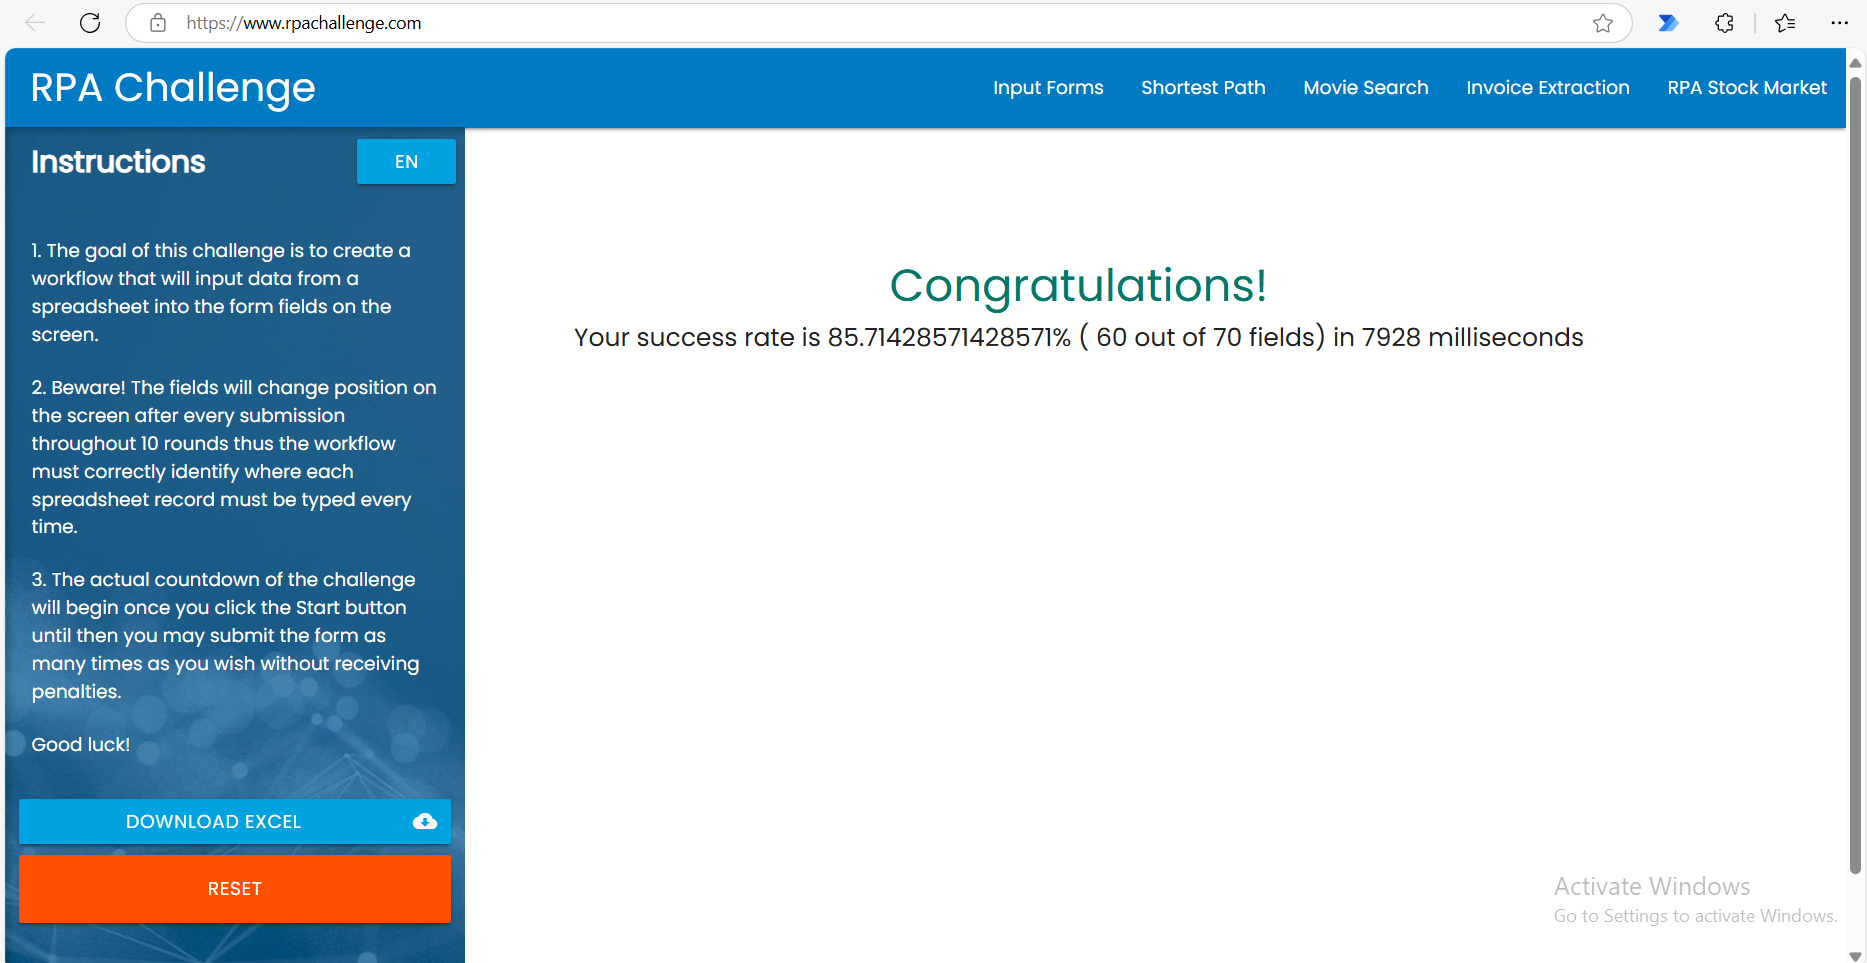 https://www.rpachallenge.com
RPA Challenge
Input Forms
Shortest Path
Movie Search
Invoice Extraction
RPA Stock Market
Instructions
EN
1. The goal of this challenge is to create a
workflow that will input data from a
spreadsheet into the form fields on the
screen.
2. Beware! The fields will change position on
the screen after every submission
throughout 10 rounds thus the workflow
must correctly identify where each
spreadsheet record must be typed every
time.
3. The actual countdown of the challenge
will begin once you click the Start button
until then you may submit the form as
many times as you wish without receiving
penalties.
Good luck!
DOWNLOAD EXCEL
RESET
Congratulations!
Your success rate is 85.71428571428571% ( 60 out of 70 fields) in 7928 milliseconds
Activate Windows
Go to Settings to activate Windows.